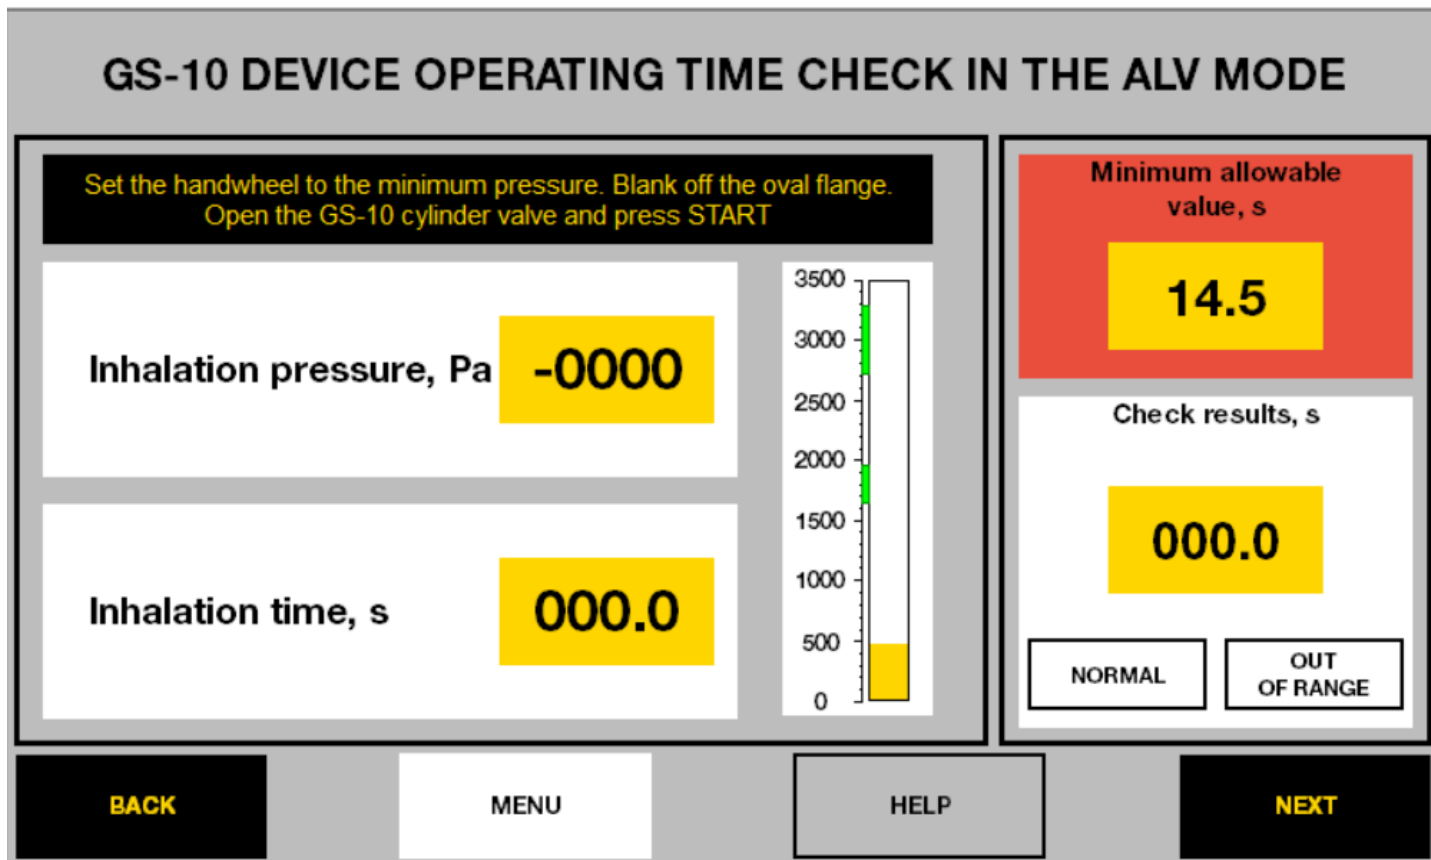 GS-10 DEVICE OPERATING TIME CHECK IN THE ALV MODE
Set the handwheel to the minimum pressure. Blank off the oval flange.
Open the GS-10 cylinder valve and press START
Inhalation pressure, Pa
-0000
Inhalation time, s
000.0
3500
3000
2500
2000
1500
1000
500
0
Minimum allowable
value, s
14.5
Check results, s
000.0
NORMAL
OUT
OF RANGE
BACK
MENU
HELP
NEXT